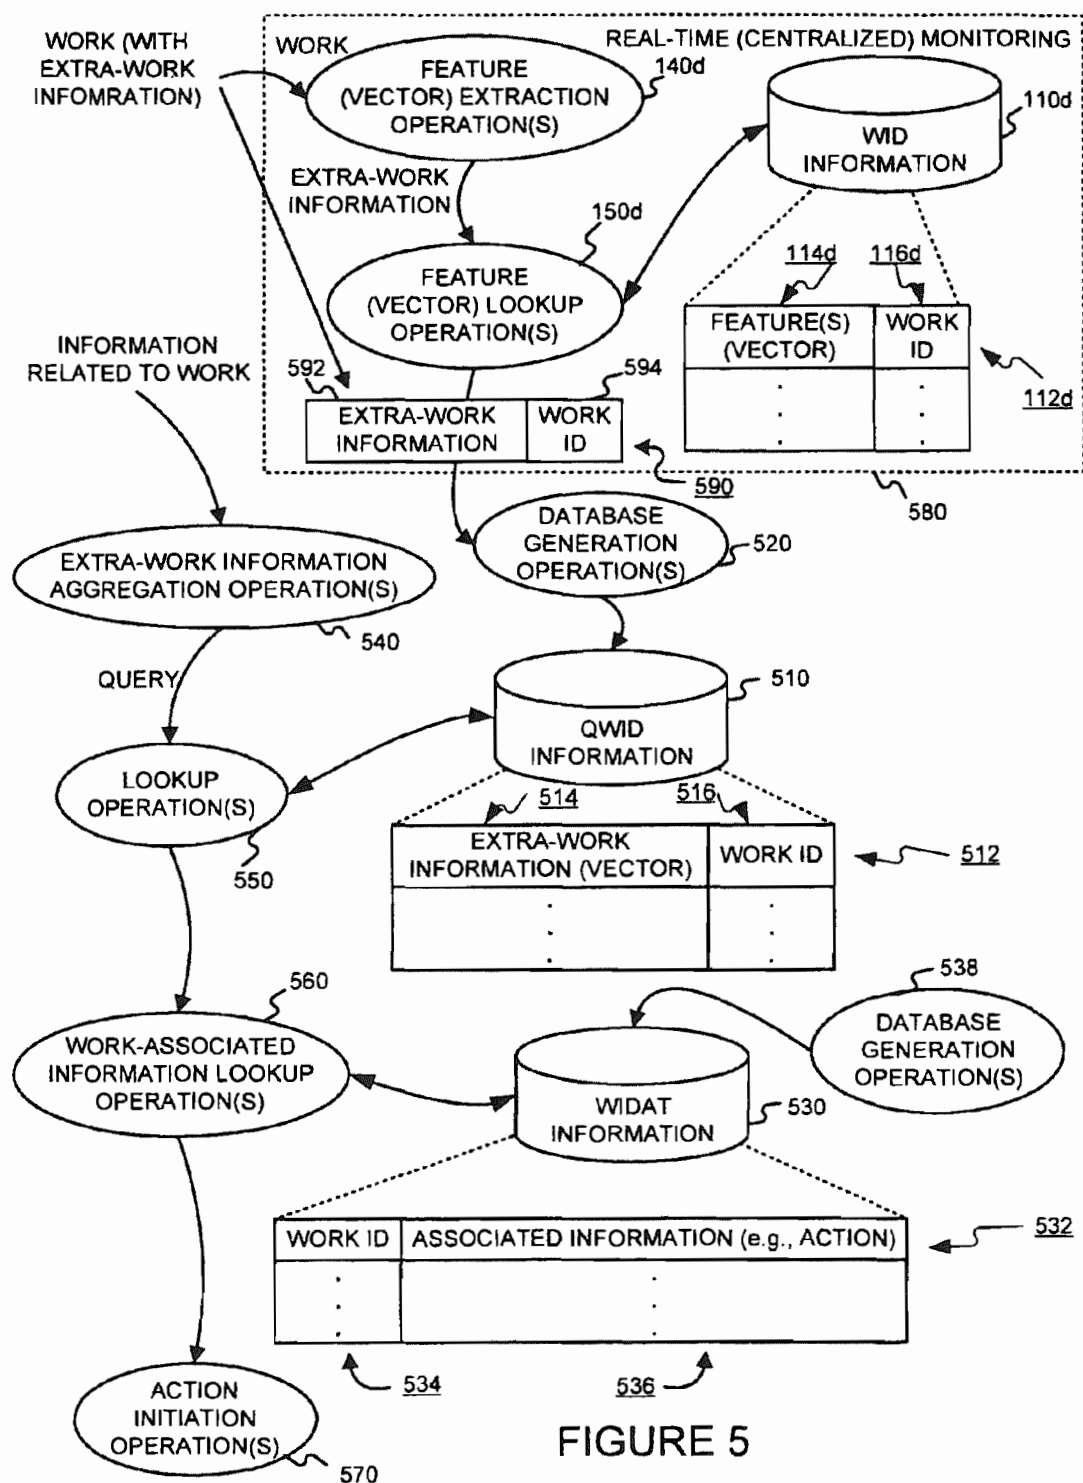 WORK (WITH
EXTRA-WORK
INFOMRATION)
WORK
REAL-TIME (CENTRALIZED) MONITORING
FEATURE
(VECTOR) EXTRACTION
OPERATION(S)
140d
110d
WID
INFORMATION
EXTRA-WORK
INFORMATION
150d
FEATURE
(VECTOR) LOOKUP
OPERATION(S)
114d
116d
FEATURE(S)
(VECTOR)
WORK
ID
112d
INFORMATION
RELATED TO WORK
592
594
EXTRA-WORK
INFORMATION
WORK
ID
590
580
DATABASE
GENERATION
OPERATION(S)
520
EXTRA-WORK INFORMATION
AGGREGATION OPERATION(S)
540
QUERY
510
QWID
INFORMATION
LOOKUP
OPERATION(S)
550
514
516
EXTRA-WORK
INFORMATION (VECTOR)
WORK ID
512
560
WORK-ASSOCIATED
INFORMATION LOOKUP
OPERATION(S)
538
DATABASE
GENERATION
OPERATION(S)
WIDAT
INFORMATION
530
WORK ID
ASSOCIATED INFORMATION (e.g., ACTION)
532
534
536
ACTION
INITIATION
OPERATION(S)
570
FIGURE 5